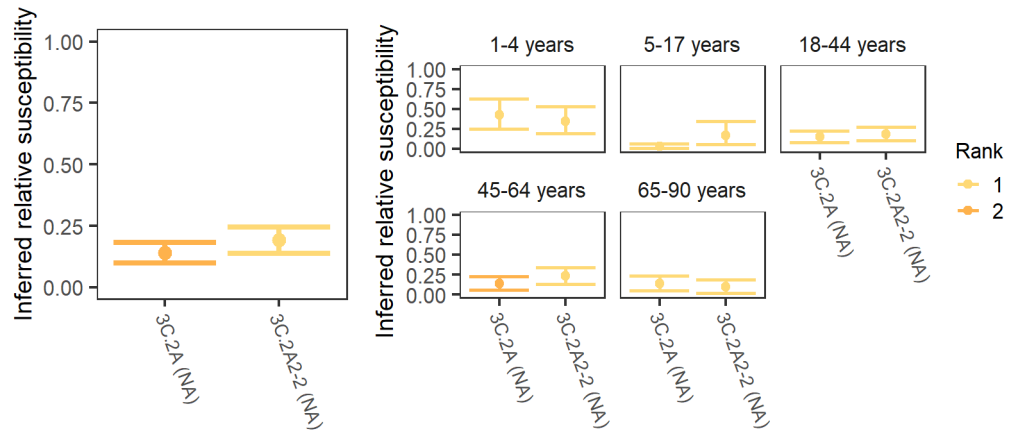 Inferred relative susceptibility
1.00
0.75
0.50
0.25
0.00
3C.2A (NA)
3C.2A2-2 (NA)
Inferred relative susceptibility
1-4 years
5-17 years
18-44 years
1.00
0.75
0.50
0.25
0.00
3C.2A (NA)
3C.2A2-2 (NA)
45-64 years
65-90 years
1.00
0.75
0.50
0.25
0.00
3C.2A (NA)
3C.2A2-2 (NA)
3C.2A (NA)
3C.2A2-2 (NA)
Rank
1
2